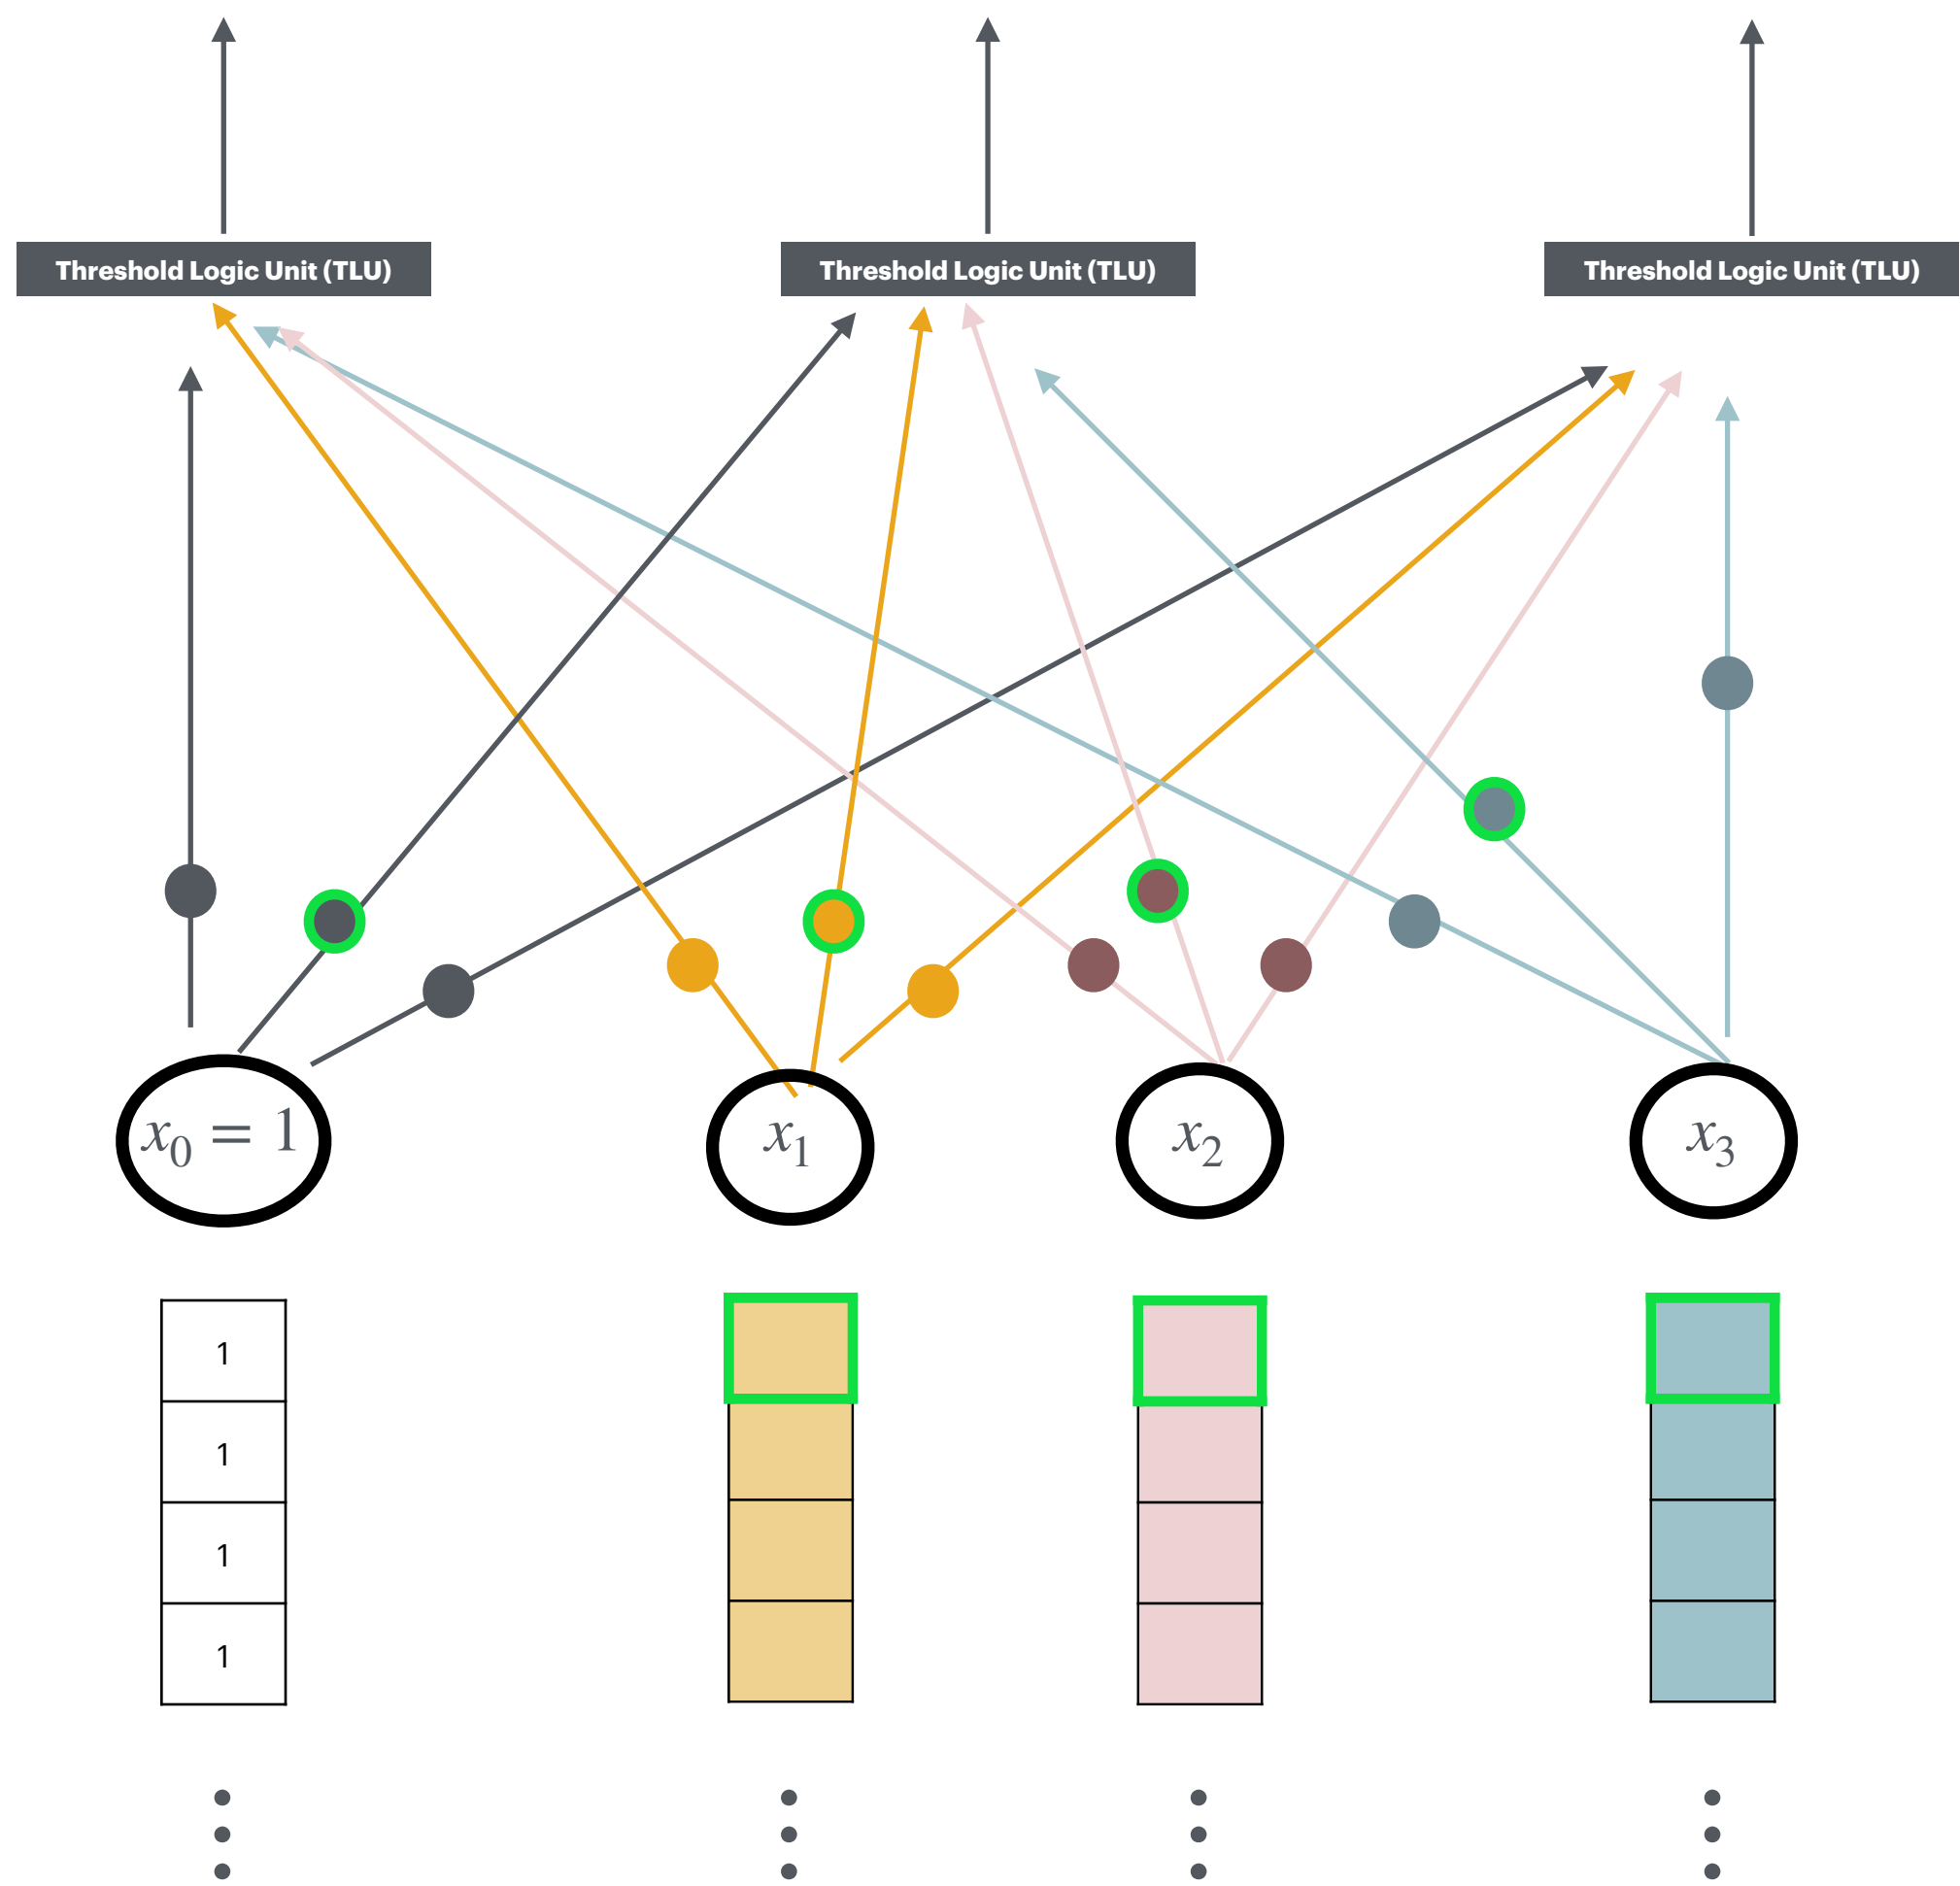 Threshold Logic Unit (TLU)
Threshold Logic Unit (TLU)
Threshold Logic Unit (TLU)
x₀ = 1
x₁
x₂
x₃
1
1
1
1